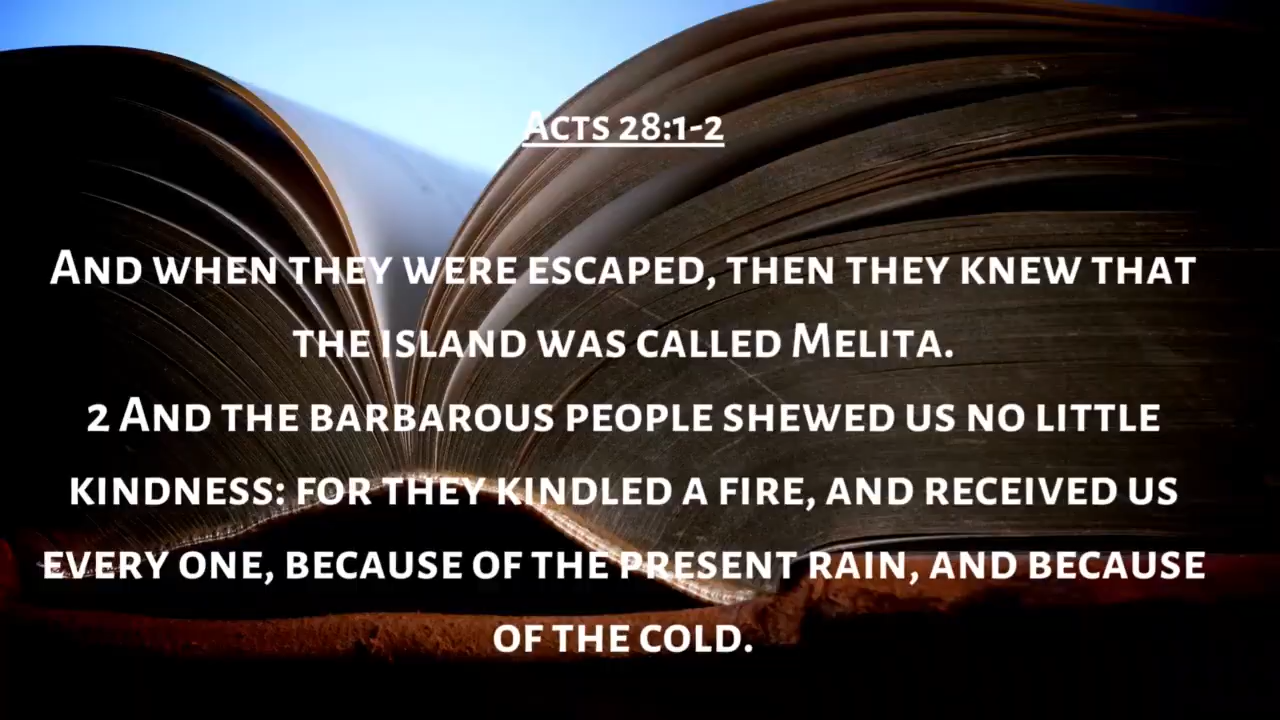 Acts 28:1-2
And when they were escaped, then they knew that
the island was called Melita.
2 And the barbarous people shewed us no little
kindness: for they kindled a fire, and received us
every one, because of the present rain, and because
of the cold.